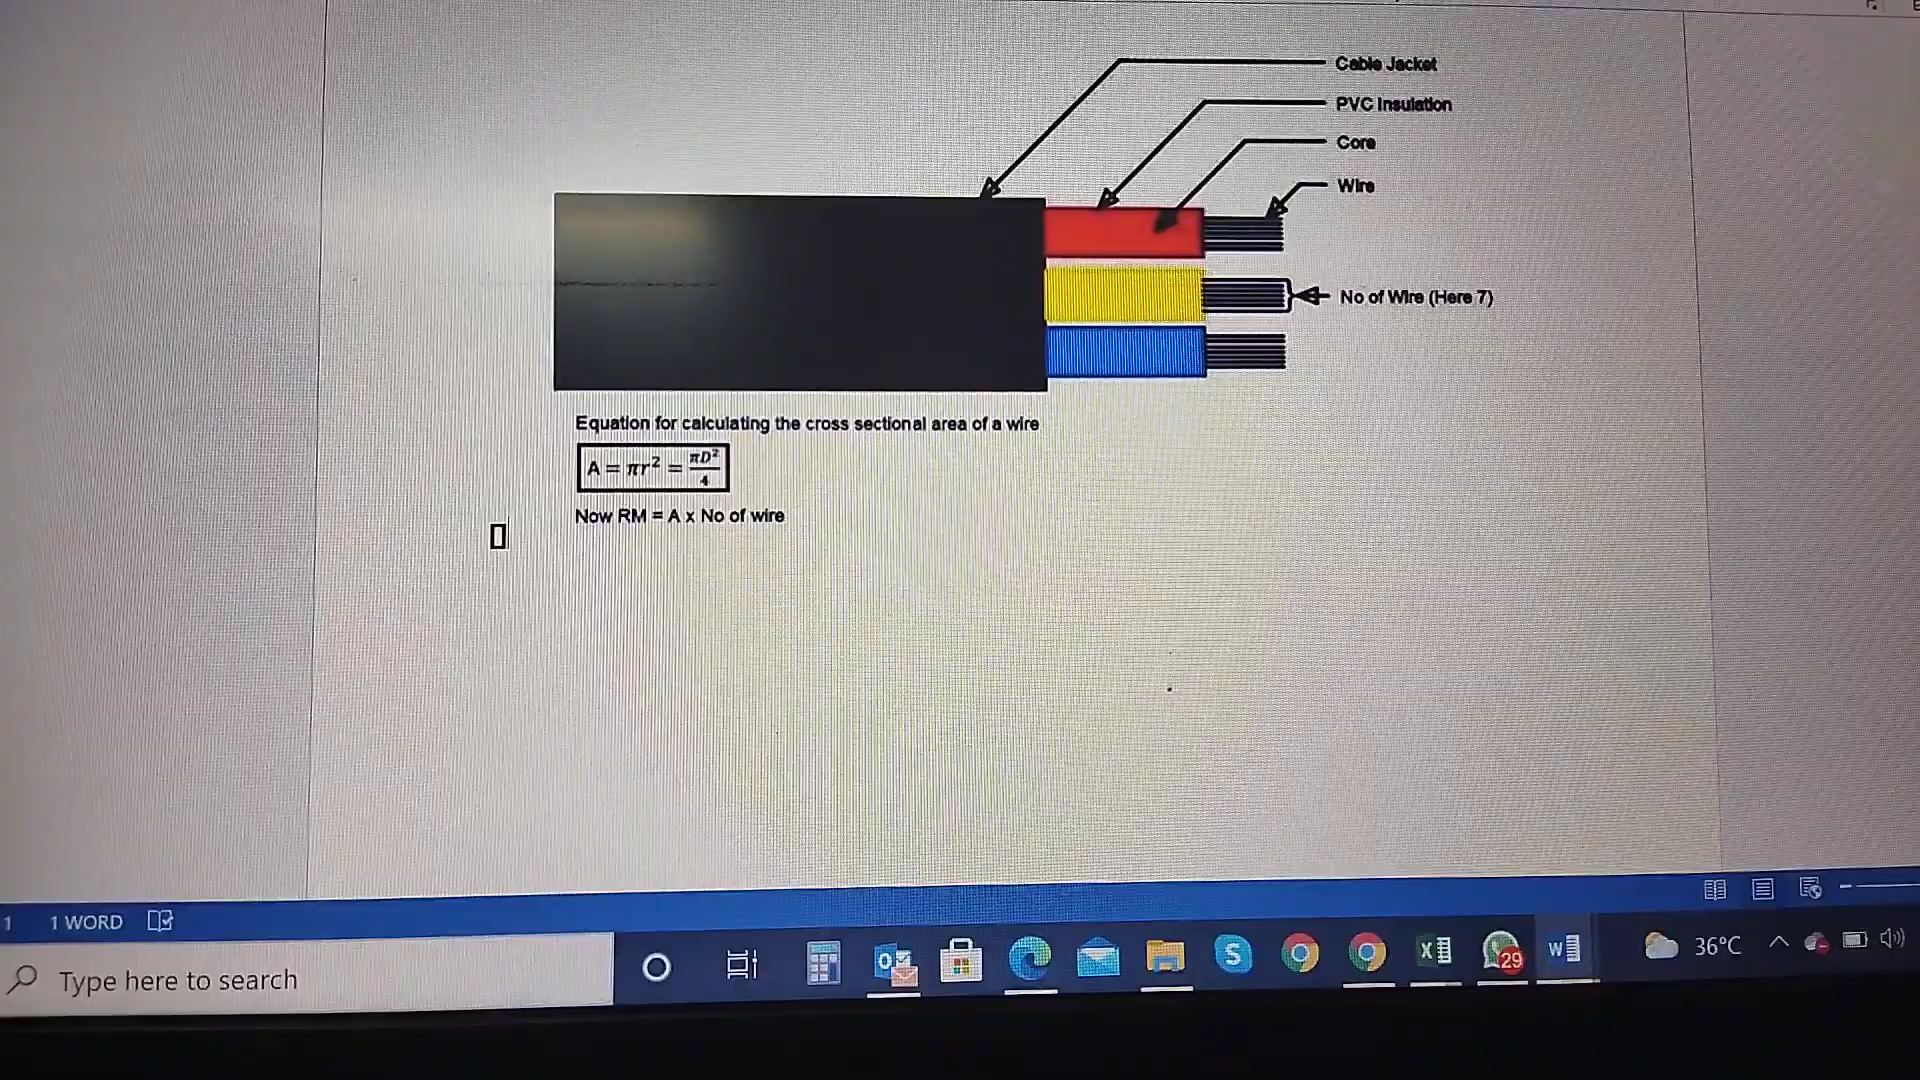 Cable Jacket
PVC Insulation
Core
Wire
No of Wire (Here 7)
Equation for calculating the cross sectional area of a wire
A = πr² = πD²/4
Now RM = A x No of wire
1 1 WORD
Type here to search
29
36°C